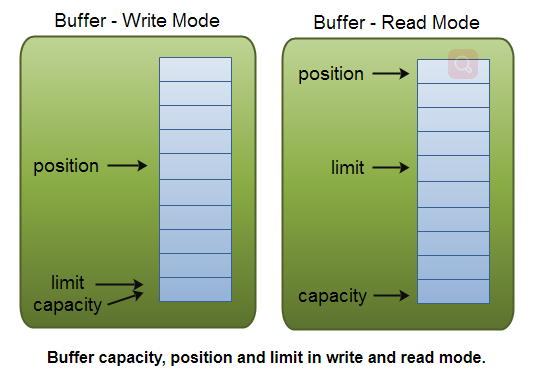 Buffer - Write Mode
position
limit
capacity
Buffer - Read Mode
position
limit
capacity
Buffer capacity, position and limit in write and read mode.